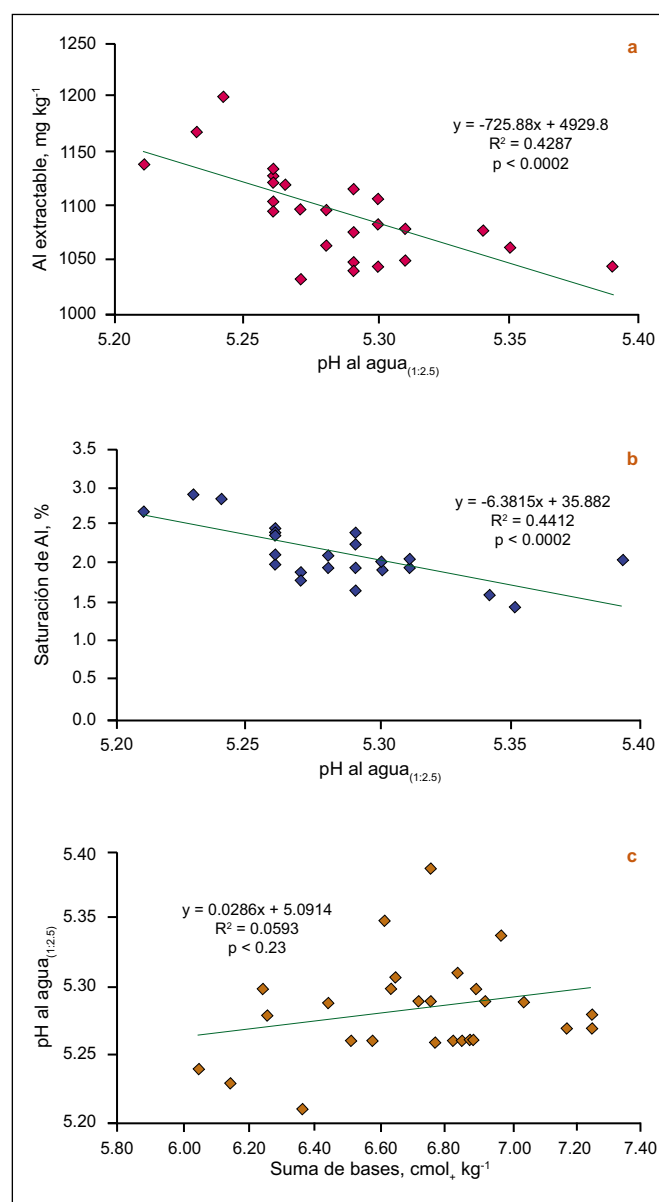 a
Al extractable, mg kg⁻¹
1250
1200
1150
1100
1050
1000
y = -725.88x + 4929.8
R² = 0.4287
p < 0.0002
5.20 5.25 5.30 5.35 5.40
pH al agua(1:2.5)
b
Saturación de Al, %
3.5
3.0
2.5
2.0
1.5
1.0
0.0
y = -6.3815x + 35.882
R² = 0.4412
p < 0.0002
5.20 5.25 5.30 5.35 5.40
pH al agua(1:2.5)
c
pH al agua(1:2.5)
5.40
5.35
5.30
5.26
5.20
y = 0.0286x + 5.0914
R² = 0.0593
p < 0.23
5.80 6.00 6.20 6.40 6.60 6.80 7.00 7.20 7.40
Suma de bases, cmol₊ kg⁻¹